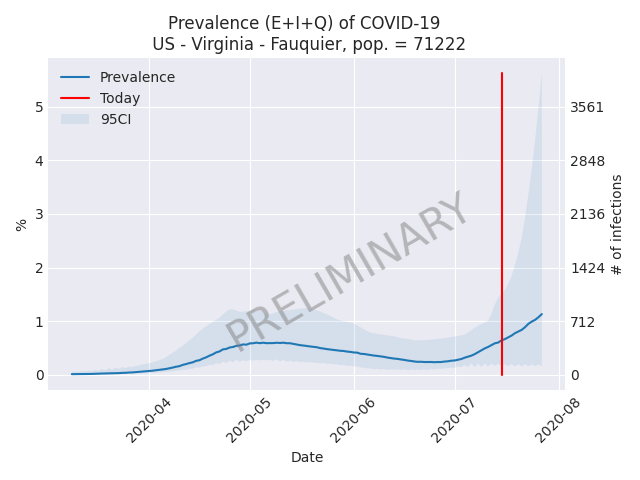 Prevalence (E+I+Q) of COVID-19
US - Virginia - Fauquier, pop. = 71222
Prevalence
Today
95CI
PRELIMINARY
%
5
4
3
2
1
0
3561
2848
2136
1424
712
0
# of infections
2020-04
2020-05
2020-06
2020-07
2020-08
Date